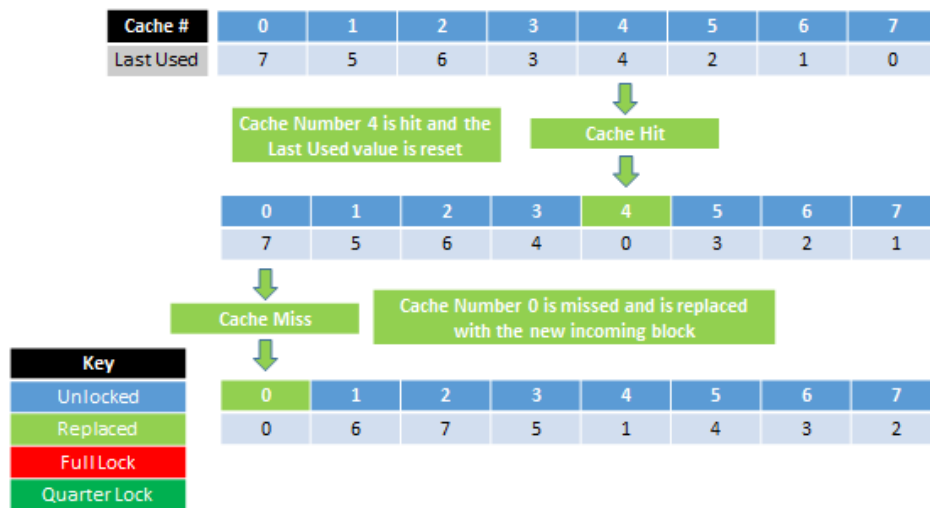 Cache # 0 1 2 3 4 5 6 7
Last Used 7 5 6 3 4 2 1 0
Cache Number 4 is hit and the
Last Used value is reset
Cache Hit
0 1 2 3 4 5 6 7
7 5 6 4 0 3 2 1
Cache Miss
Cache Number 0 is missed and is replaced
with the new incoming block
Key
Unlocked
Replaced
Full Lock
Quarter Lock
0 1 2 3 4 5 6 7
0 6 7 5 1 4 3 2